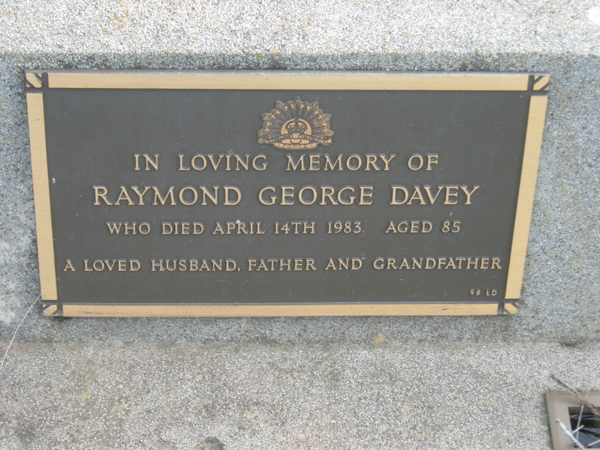 IN LOVING MEMORY OF
RAYMOND GEORGE DAVEY
WHO DIED APRIL 14TH 1983 AGED 85
A LOVED HUSBAND, FATHER AND GRANDFATHER
98 LD